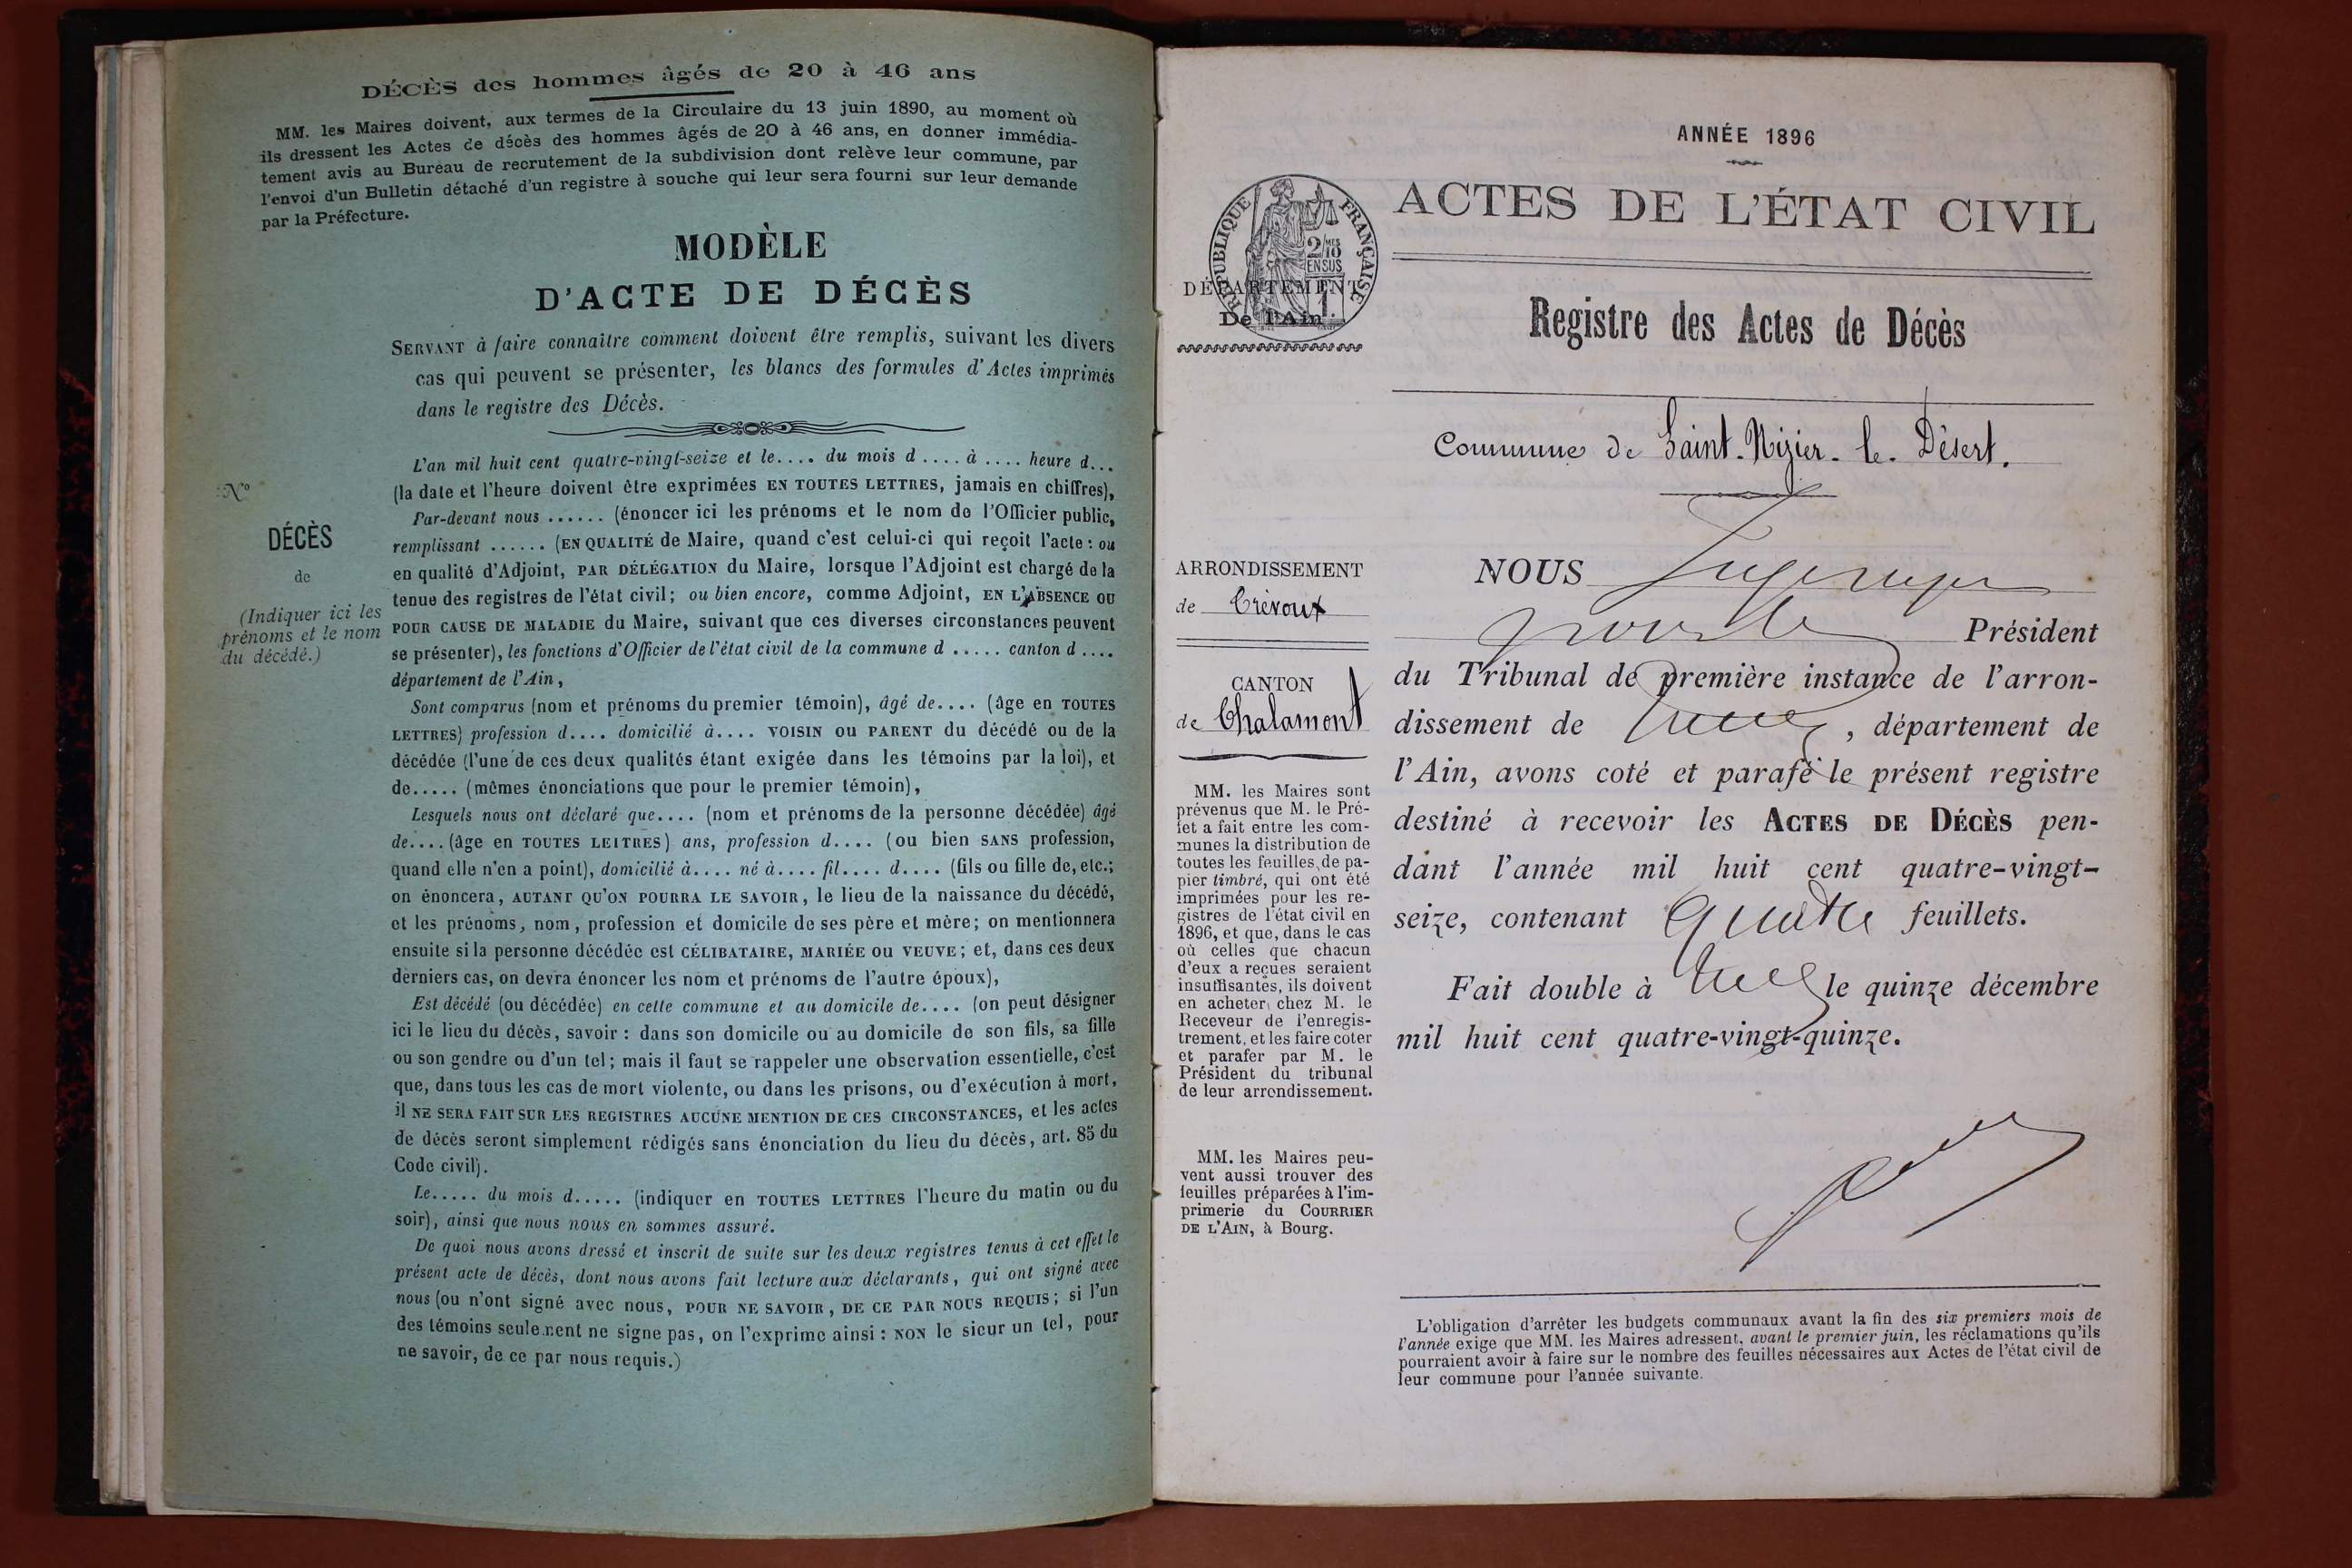 DÉCÈS des hommes âgés de 20 à 46 ans
MM. les Maires doivent, aux termes de la Circulaire du 13 juin 1890, au moment où
ils dressent les Actes de décès des hommes âgés de 20 à 46 ans, en donner immédia-
tement avis au Bureau de recrutement de la subdivision dont relève leur commune, par
l'envoi d'un Bulletin détaché d'un registre à souche qui leur sera fourni sur leur demande
par la Préfecture.
MODÈLE
D'ACTE DE DÉCÈS
SERVANT à faire connaître comment doivent être remplis, suivant les divers
cas qui peuvent se présenter, les blancs des formules d'Actes imprimés
dans le registre des Décès.
N°
DÉCÈS
de
(Indiquer ici les
prénoms et le nom
du décédé.)
L'an mil huit cent quatre-vingt-seize et le.... du mois d .... à .... heure d...
(la date et l'heure doivent être exprimées EN TOUTES LETTRES, jamais en chiffres),
Par-devant nous ...... (énoncer ici les prénoms et le nom de l'Officier public,
remplissant ...... (EN QUALITÉ de Maire, quand c'est celui-ci qui reçoit l'acte : ou
en qualité d'Adjoint, PAR DÉLÉGATION du Maire, lorsque l'Adjoint est chargé de la
tenue des registres de l'état civil; ou bien encore, comme Adjoint, EN L'ABSENCE OU
POUR CAUSE DE MALADIE du Maire, suivant que ces diverses circonstances peuvent
se présenter), les fonctions d'Officier de l'état civil de la commune d ..... canton d ....
département de l'Ain,
Sont comparus (nom et prénoms du premier témoin), âgé de.... (âge en TOUTES
LETTRES) profession d.... domicilié à.... VOISIN OU PARENT du décédé ou de la
décédée (l'une de ces deux qualités étant exigée dans les témoins par la loi), et
de..... (mêmes énonciations que pour le premier témoin),
Lesquels nous ont déclaré que.... (nom et prénoms de la personne décédée) âgé
de.... (âge en TOUTES LETTRES) ans, profession d.... (ou bien SANS profession,
quand elle n'en a point), domicilié à.... né à.... fil.... d.... (fils ou fille de, etc.;
on énoncera, AUTANT QU'ON POURRA LE SAVOIR, le lieu de la naissance du décédé,
et les prénoms, nom, profession et domicile de ses père et mère; on mentionnera
ensuite si la personne décédée est CÉLIBATAIRE, MARIÉE OU VEUVE; et, dans ces deux
derniers cas, on devra énoncer les nom et prénoms de l'autre époux),
Est décédé (ou décédée) en cette commune et au domicile de.... (on peut désigner
ici le lieu du décès, savoir : dans son domicile ou au domicile de son fils, sa fille
ou son gendre ou d'un tel; mais il faut se rappeler une observation essentielle, c'est
que, dans tous les cas de mort violente, ou dans les prisons, ou d'exécution à mort,
il NE SERA FAIT SUR LES REGISTRES AUCUNE MENTION DE CES CIRCONSTANCES, et les actes
de décès seront simplement rédigés sans énonciation du lieu du décès, art. 85 du
Code civil).
Le..... du mois d..... (indiquer en TOUTES LETTRES l'heure du matin ou du
soir), ainsi que nous nous en sommes assuré.
De quoi nous avons dressé et inscrit de suite sur les deux registres tenus à cet effet le
présent acte de décès, dont nous avons fait lecture aux déclarants, qui ont signé avec
nous (ou n'ont signé avec nous, POUR NE SAVOIR, DE CE PAR NOUS REQUIS; si l'un
des témoins seulement ne signe pas, on l'exprime ainsi : NON le sieur un tel, pour
ne savoir, de ce par nous requis.)
ANNÉE 1896
RÉPUBLIQUE FRANÇAISE
2/10MES
EN SUS
DÉPARTEMENT
De l'Ain
ACTES DE L'ÉTAT CIVIL
Registre des Actes de Décès
Commune de Saint-Nizier-le-Désert.
ARRONDISSEMENT
de Trévoux
CANTON
de Chalamont
MM. les Maires sont
prévenus que M. le Pré-
fet a fait entre les com-
munes la distribution de
toutes les feuilles de pa-
pier timbré, qui ont été
imprimées pour les re-
gistres de l'état civil en
1896, et que, dans le cas
où celles que chacun
d'eux a reçues seraient
insuffisantes, ils doivent
en acheter chez M. le
Receveur de l'enregis-
trement, et les faire coter
et parafer par M. le
Président du tribunal
de leur arrondissement.
MM. les Maires peu-
vent aussi trouver des
feuilles préparées à l'im-
primerie du COURRIER
DE L'AIN, à Bourg.
NOUS
Président
du Tribunal de première instance de l'arron-
dissement de , département de
l'Ain, avons coté et parafé le présent registre
destiné à recevoir les ACTES DE DÉCÈS pen-
dant l'année mil huit cent quatre-vingt-
seize, contenant quatre feuillets.
Fait double à le quinze décembre
mil huit cent quatre-vingt-quinze.
L'obligation d'arrêter les budgets communaux avant la fin des six premiers mois de
l'année exige que MM. les Maires adressent, avant le premier juin, les réclamations qu'ils
pourraient avoir à faire sur le nombre des feuilles nécessaires aux Actes de l'état civil de
leur commune pour l'année suivante.